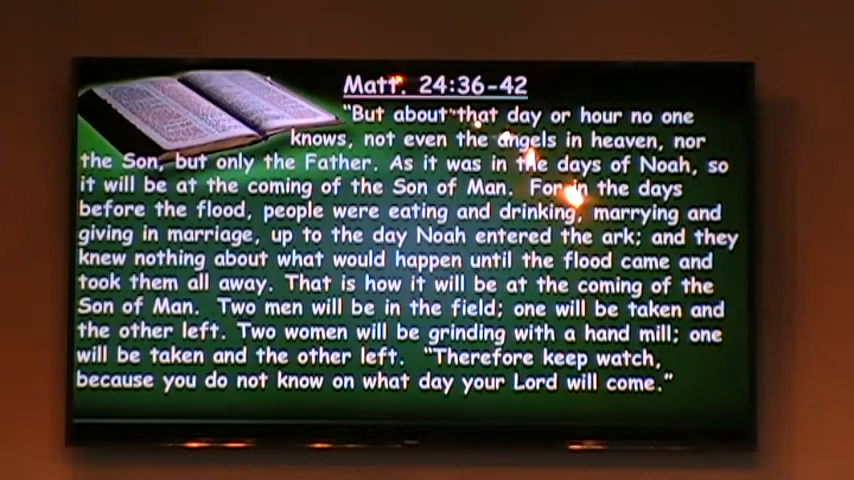 Matt. 24:36-42
"But about that day or hour no one
knows, not even the angels in heaven, nor
the Son, but only the Father. As it was in the days of Noah, so
it will be at the coming of the Son of Man. For in the days
before the flood, people were eating and drinking, marrying and
giving in marriage, up to the day Noah entered the ark; and they
knew nothing about what would happen until the flood came and
took them all away. That is how it will be at the coming of the
Son of Man. Two men will be in the field; one will be taken and
the other left. Two women will be grinding with a hand mill; one
will be taken and the other left. "Therefore keep watch,
because you do not know on what day your Lord will come."